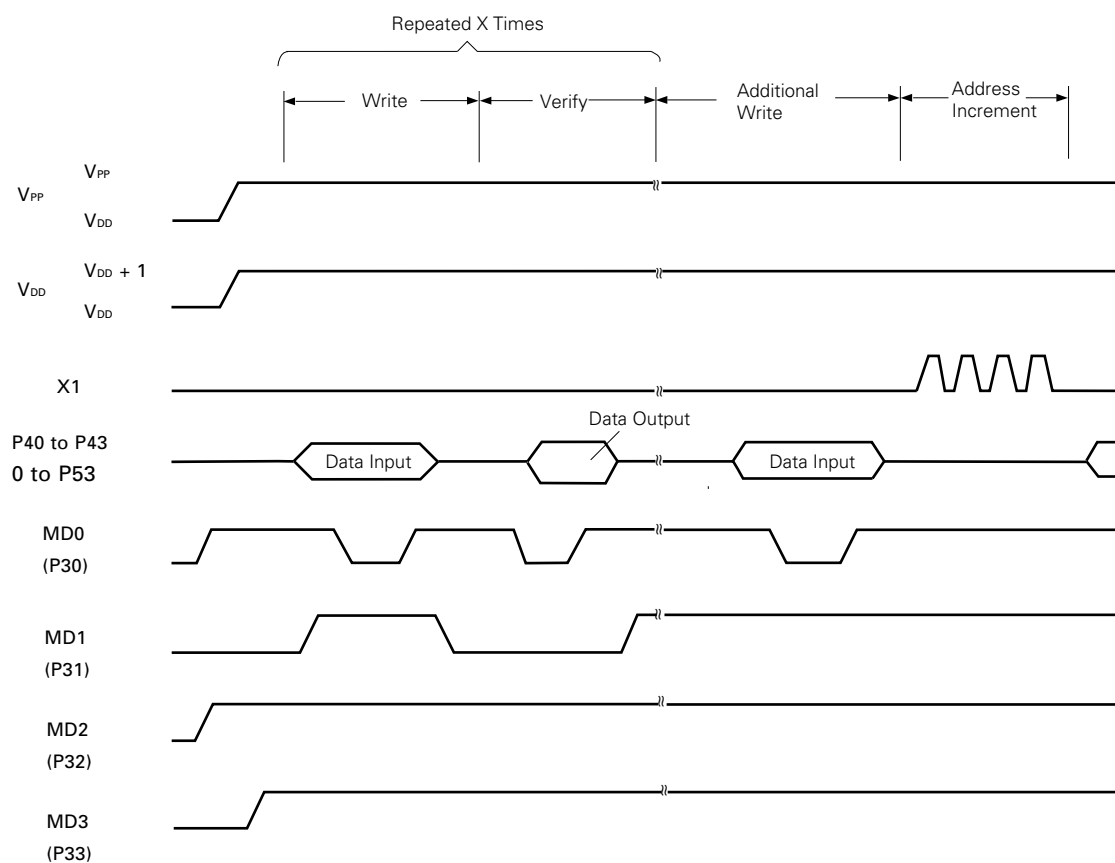 Repeated X Times
Write
Verify
Additional
Write
Address
Increment
VPP
VPP
VDD
VDD + 1
VDD
VDD
X1
Data Output
P40 to P43
0 to P53
Data Input
Data Input
MD0
(P30)
MD1
(P31)
MD2
(P32)
MD3
(P33)